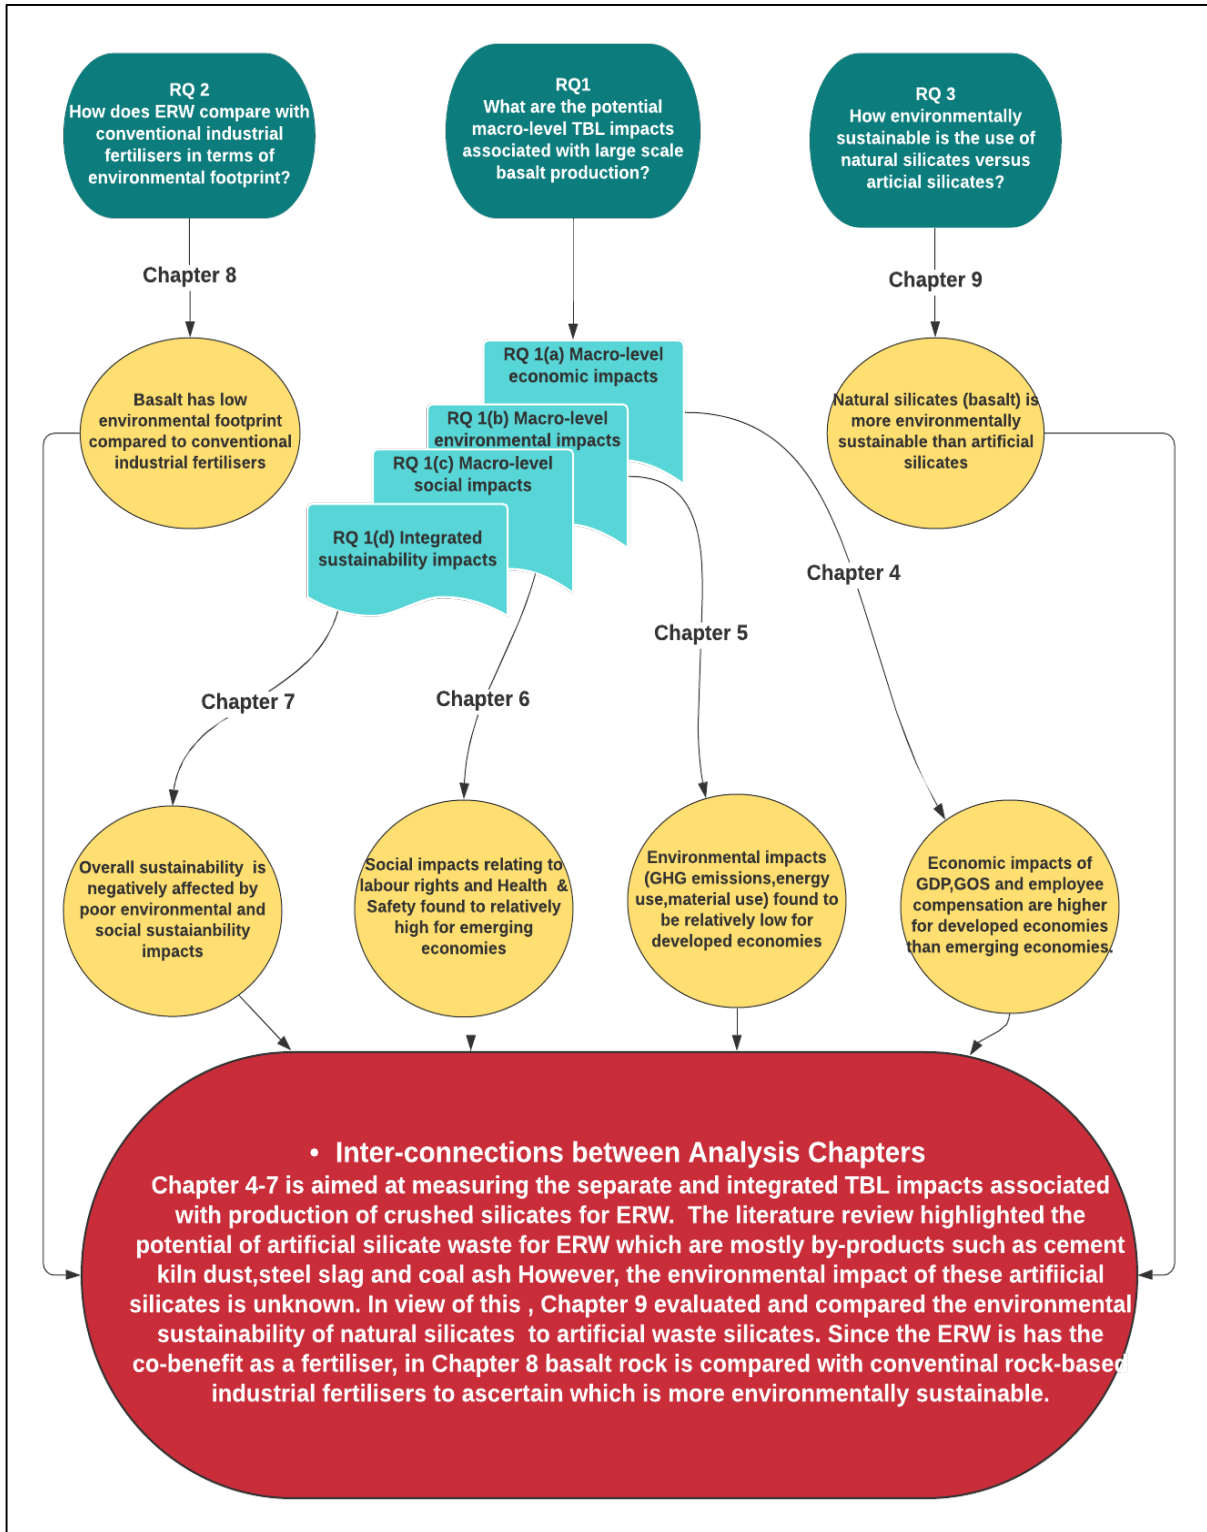 RQ 2
How does ERW compare with
conventional industrial
fertilisers in terms of
environmental footprint?
RQ1
What are the potential
macro-level TBL impacts
associated with large scale
basalt production?
RQ 3
How environmentally
sustainable is the use of
natural silicates versus
articial silicates?
Chapter 8
Chapter 9
Basalt has low
environmental footprint
compared to conventional
industrial fertilisers
RQ 1(a) Macro-level
economic impacts
RQ 1(b) Macro-level
environmental impacts
RQ 1(c) Macro-level
social impacts
RQ 1(d) Integrated
sustainability impacts
Natural silicates (basalt) is
more environmentally
sustainable than artificial
silicates
Chapter 4
Chapter 5
Chapter 6
Chapter 7
Overall sustainability  is
negatively affected by
poor environmental and
social sustaianbility
impacts
Social impacts relating to
labour rights and Health  &
Safety found to relatively
high for emerging
economies
Environmental impacts
(GHG emissions,energy
use,material use) found to
be relatively low for
developed economies
Economic impacts of
GDP,GOS and employee
compensation are higher
for developed economies
than emerging economies.
• Inter-connections between Analysis Chapters
Chapter 4-7 is aimed at measuring the separate and integrated TBL impacts associated
with production of crushed silicates for ERW.  The literature review highlighted the
potential of artificial silicate waste for ERW which are mostly by-products such as cement
kiln dust,steel slag and coal ash However, the environmental impact of these artifiicial
silicates is unknown. In view of this , Chapter 9 evaluated and compared the environmental
sustainability of natural silicates  to artificial waste silicates. Since the ERW is has the
co-benefit as a fertiliser, in Chapter 8 basalt rock is compared with conventinal rock-based
industrial fertilisers to ascertain which is more environmentally sustainable.